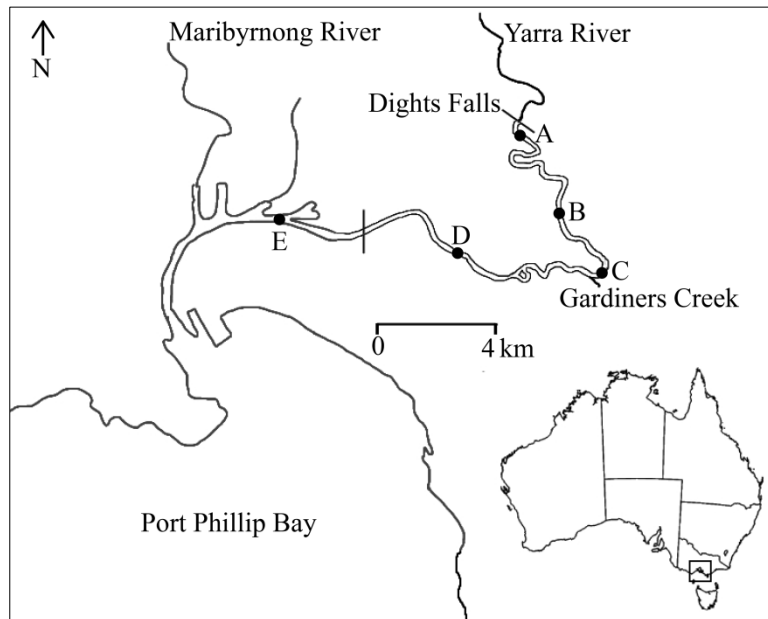 Maribyrnong River
Yarra River
N
Dights Falls
A
B
E
D
C
Gardiners Creek
0
4 km
Port Phillip Bay